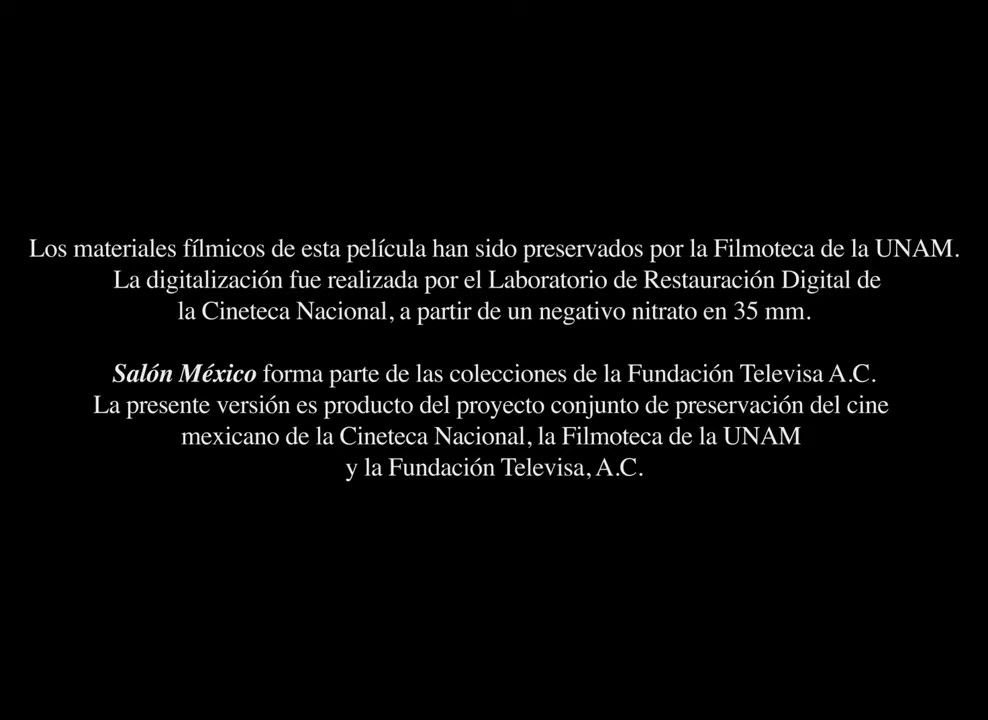 Los materiales fílmicos de esta película han sido preservados por la Filmoteca de la UNAM.
La digitalización fue realizada por el Laboratorio de Restauración Digital de
la Cineteca Nacional, a partir de un negativo nitrato en 35 mm.
Salón México forma parte de las colecciones de la Fundación Televisa A.C.
La presente versión es producto del proyecto conjunto de preservación del cine
mexicano de la Cineteca Nacional, la Filmoteca de la UNAM
y la Fundación Televisa, A.C.